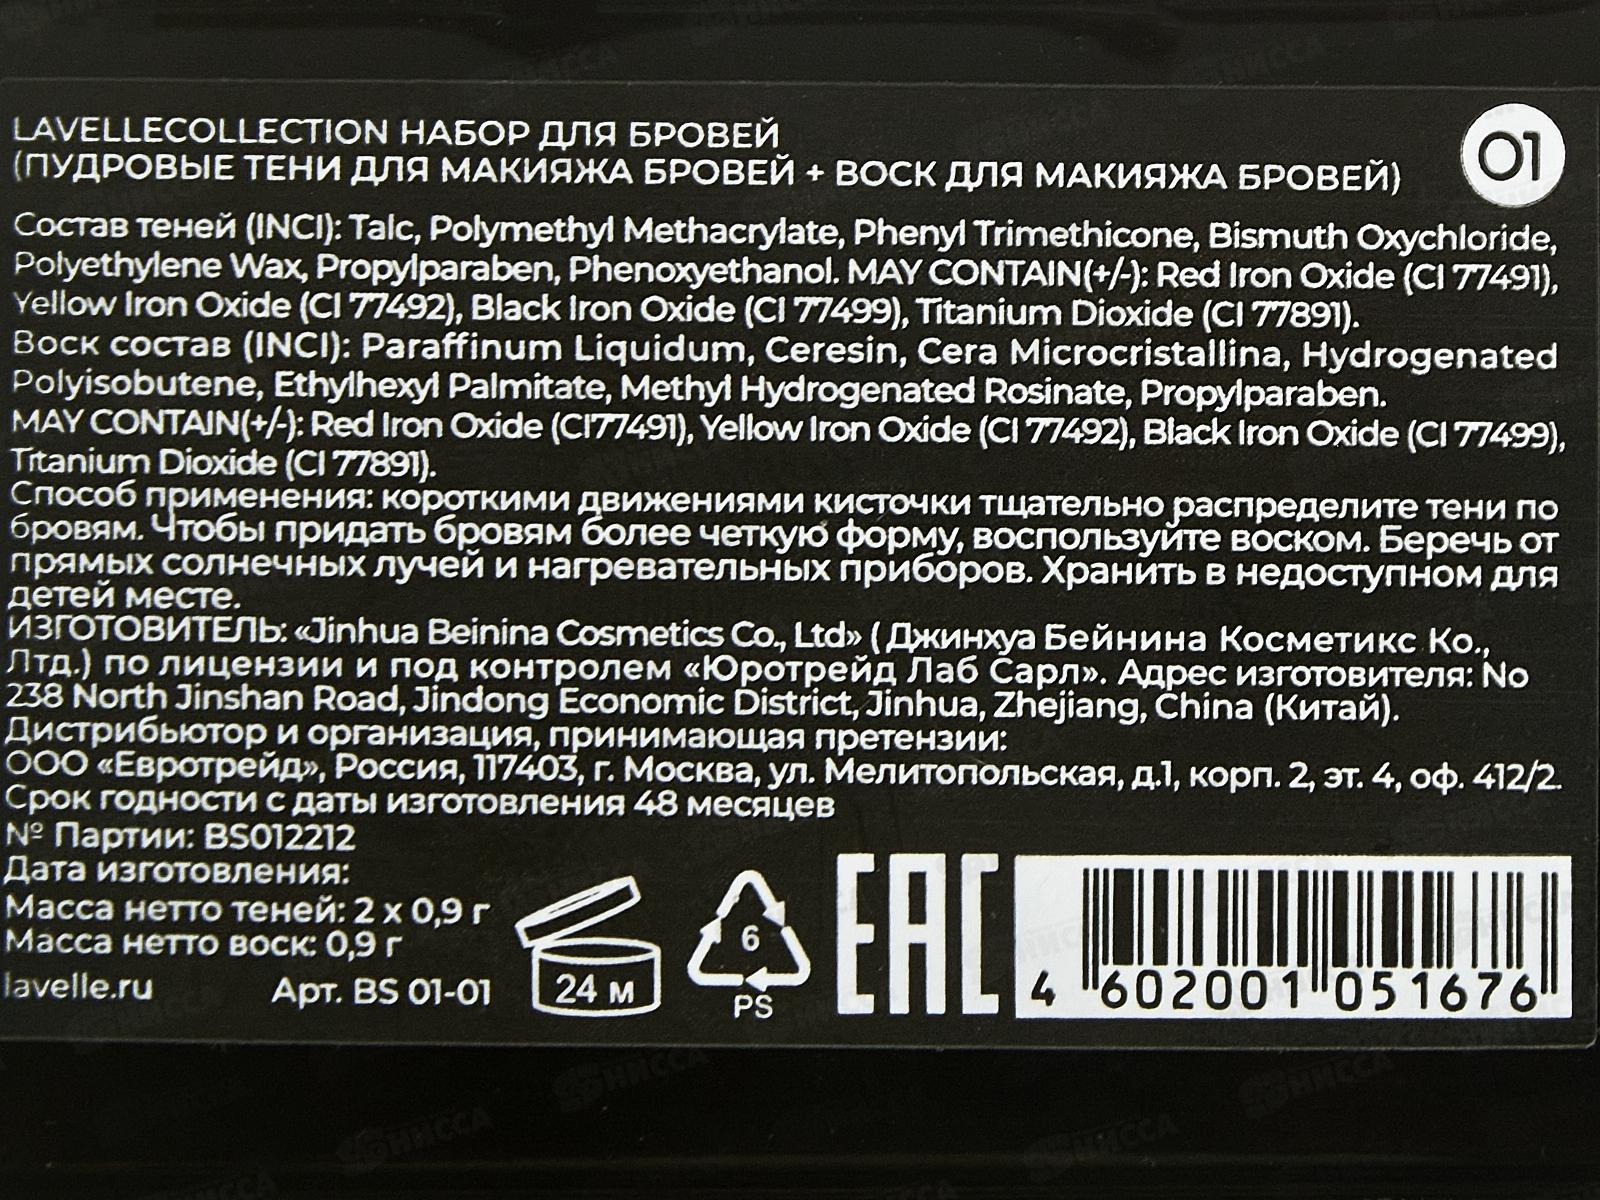 LAVELLECOLLECTION НАБОР ДЛЯ БРОВЕЙ
(ПУДРОВЫЕ ТЕНИ ДЛЯ МАКИЯЖА БРОВЕЙ + ВОСК ДЛЯ МАКИЯЖА БРОВЕЙ)
01
Состав теней (INCI): Talc, Polymethyl Methacrylate, Phenyl Trimethicone, Bismuth Oxychloride,
Polyethylene Wax, Propylparaben, Phenoxyethanol. MAY CONTAIN(+/-): Red Iron Oxide (CI 77491),
Yellow Iron Oxide (CI 77492), Black Iron Oxide (CI 77499), Titanium Dioxide (CI 77891).
Воск состав (INCI): Paraffinum Liquidum, Ceresin, Cera Microcristallina, Hydrogenated
Polyisobutene, Ethylhexyl Palmitate, Methyl Hydrogenated Rosinate, Propylparaben.
MAY CONTAIN(+/-): Red Iron Oxide (CI77491), Yellow Iron Oxide (CI 77492), Black Iron Oxide (CI 77499),
Titanium Dioxide (CI 77891).
Способ применения: короткими движениями кисточки тщательно распределите тени по
бровям. Чтобы придать бровям более четкую форму, воспользуйте воском. Беречь от
прямых солнечных лучей и нагревательных приборов. Хранить в недоступном для
детей месте.
ИЗГОТОВИТЕЛЬ: «Jinhua Beinina Cosmetics Co., Ltd» ( Джинхуа Бейнина Косметикс Ко.,
Лтд.) по лицензии и под контролем «Юротрейд Лаб Сарл». Адрес изготовителя: No
238 North Jinshan Road, Jindong Economic District, Jinhua, Zhejiang, China (Китай).
Дистрибьютор и организация, принимающая претензии:
ООО «Евротрейд», Россия, 117403, г. Москва, ул. Мелитопольская, д.1, корп. 2, эт. 4, оф. 412/2.
Срок годности с даты изготовления 48 месяцев
№ Партии: BS012212
Дата изготовления:
Масса нетто теней: 2 х 0,9 г
Масса нетто воск: 0,9 г
lavelle.ru Арт. BS 01-01
24 М
6
PS
EAC
4 602001 051676
НИССА